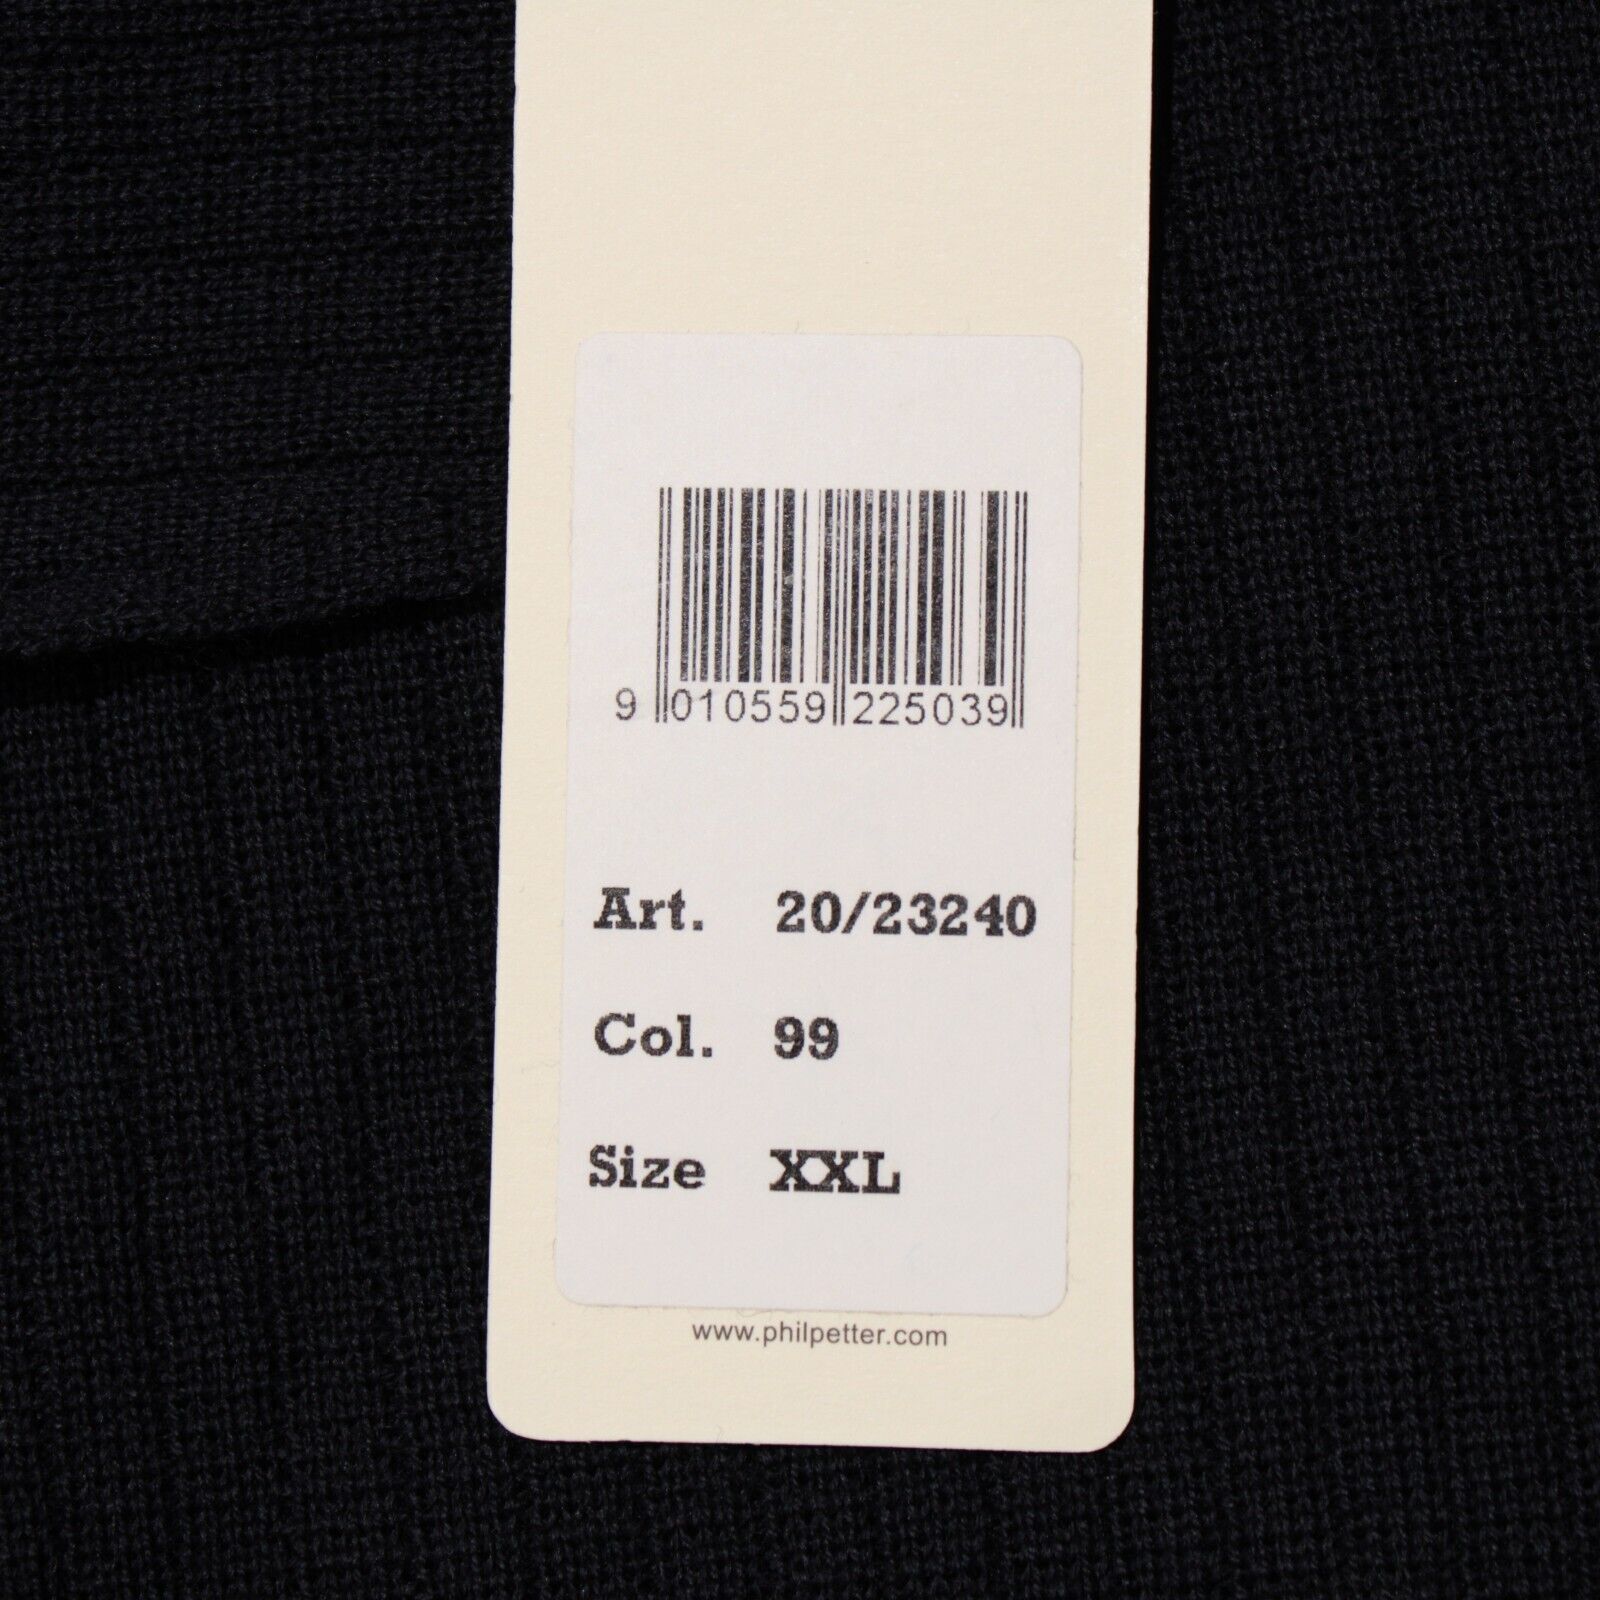 9 010559 225039
Art. 20/23240
Col. 99
Size XXL
www.philpetter.com